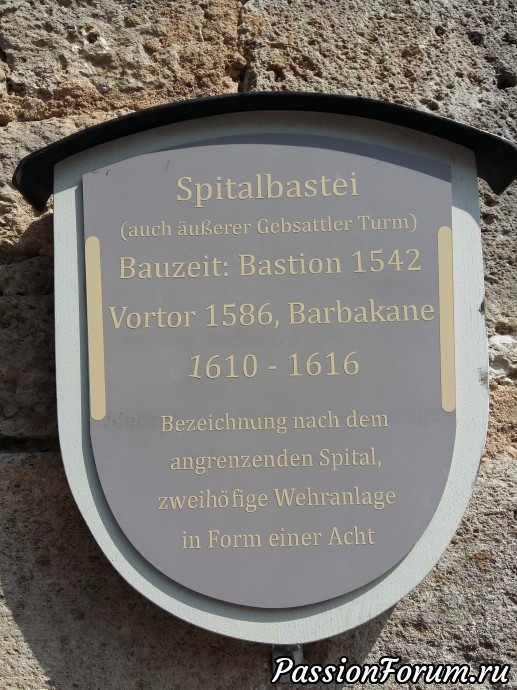 Spitalbastei
(auch äußerer Gebsattler Turm)
Bauzeit: Bastion 1542
Vortor 1586, Barbakane
1610 - 1616
Bezeichnung nach dem
angrenzenden Spital,
zweihöfige Wehranlage
in Form einer Acht
PassionForum.ru